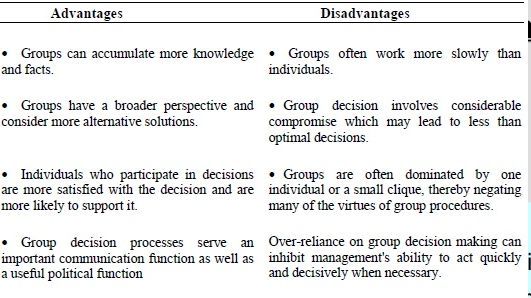 Advantages
Disadvantages
• Groups can accumulate more knowledge
and facts.
• Groups often work more slowly than
individuals.
• Groups have a broader perspective and
consider more alternative solutions.
• Group decision involves considerable
compromise which may lead to less than
optimal decisions.
• Individuals who participate in decisions
are more satisfied with the decision and are
more likely to support it.
• Groups are often dominated by one
individual or a small clique, thereby negating
many of the virtues of group procedures.
• Group decision processes serve an
important communication function as well as
a useful political function
Over-reliance on group decision making can
inhibit management's ability to act quickly
and decisively when necessary.